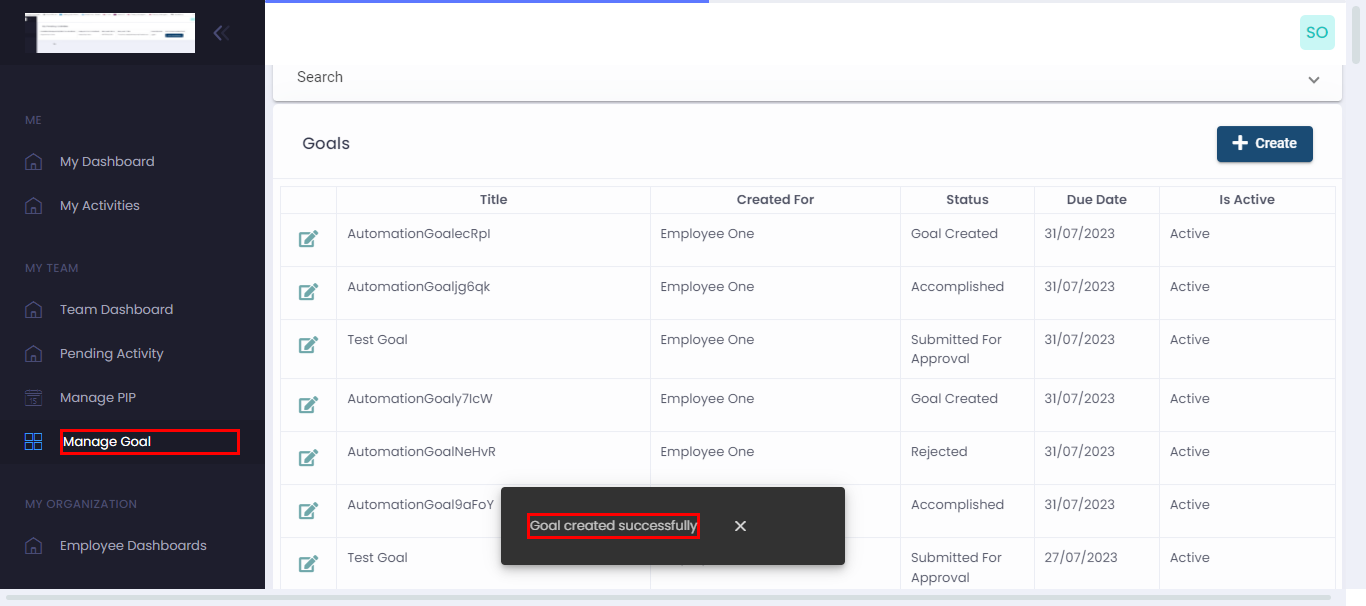 SO
Search
ME
My Dashboard
My Activities
MY TEAM
Team Dashboard
Pending Activity
Manage PIP
15
Manage Goal
MY ORGANIZATION
Employee Dashboards
Goals
Create
Title Created For Status Due Date Is Active
AutomationGoalecRpI Employee One Goal Created 31/07/2023 Active
AutomationGoaljg6qk Employee One Accomplished 31/07/2023 Active
Test Goal Employee One Submitted For 31/07/2023 Active
Approval
AutomationGoaly7IcW Employee One Goal Created 31/07/2023 Active
AutomationGoalNeHvR Employee One Rejected 31/07/2023 Active
AutomationGoal9aFoY Accomplished 31/07/2023 Active
Goal created successfully
Test Goal Submitted For 27/07/2023 Active
Approval